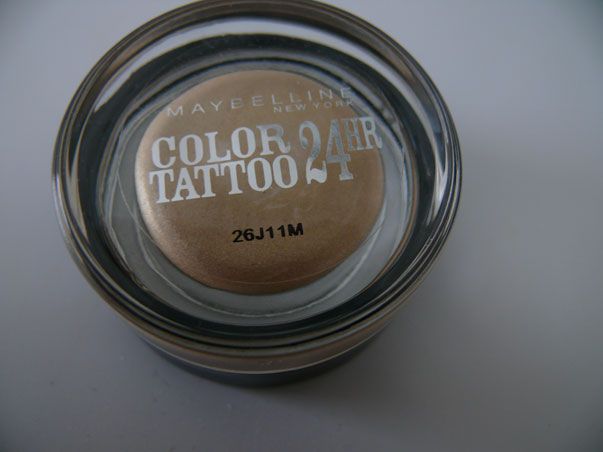 MAYBELLINE
NEW YORK
COLOR
TATTOO 24HR
26J11M